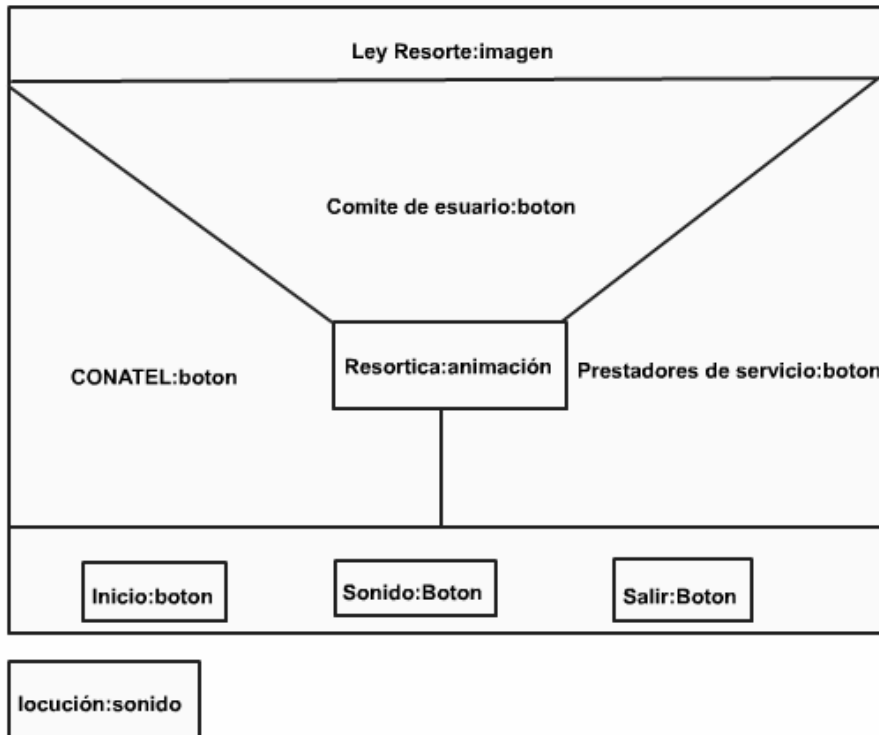 Ley Resorte:imagen
Comite de esuario:boton
CONATEL:boton
Resortica:animación
Prestadores de servicio:boton
Inicio:boton
Sonido:Boton
Salir:Boton
locución:sonido